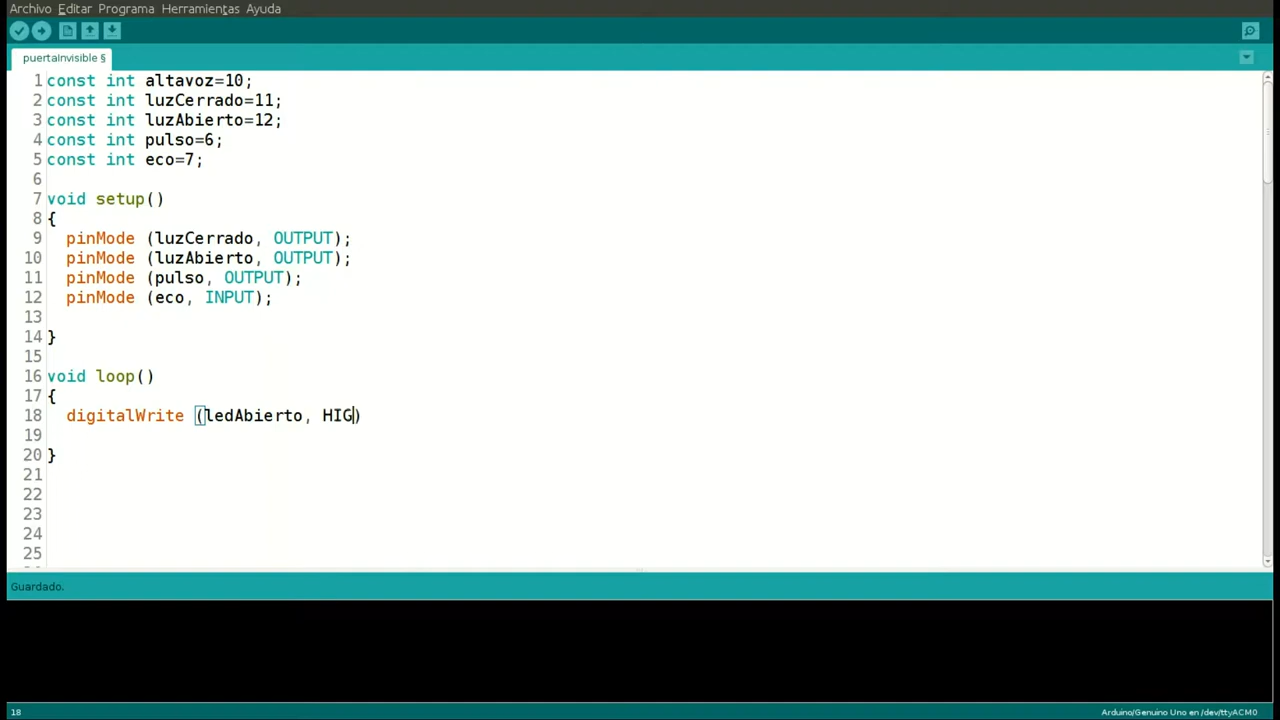 Archivo Editar Programa Herramientas Ayuda
puertaInvisible §
1 const int altavoz=10;
2 const int luzCerrado=11;
3 const int luzAbierto=12;
4 const int pulso=6;
5 const int eco=7;
6
7 void setup()
8 {
9 pinMode (luzCerrado, OUTPUT);
10 pinMode (luzAbierto, OUTPUT);
11 pinMode (pulso, OUTPUT);
12 pinMode (eco, INPUT);
13
14 }
15
16 void loop()
17 {
18 digitalWrite (ledAbierto, HIG)
19
20 }
21
22
23
24
25
Guardado.
18 Arduino/Genuino Uno en /dev/ttyACM0